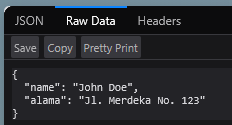 JSON Raw Data Headers
Save Copy Pretty Print
{
"name": "John Doe",
"alama": "Jl. Merdeka No. 123"
}